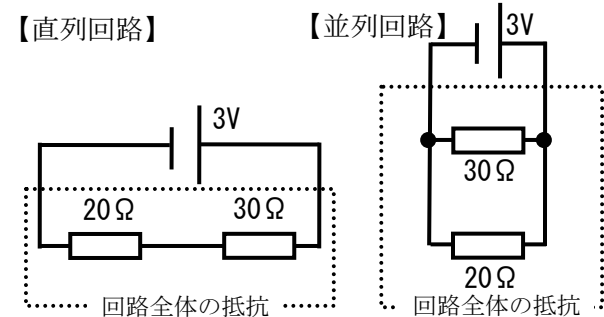 【直列回路】
3V
20Ω 30Ω
回路全体の抵抗
【並列回路】
3V
30Ω
20Ω
回路全体の抵抗